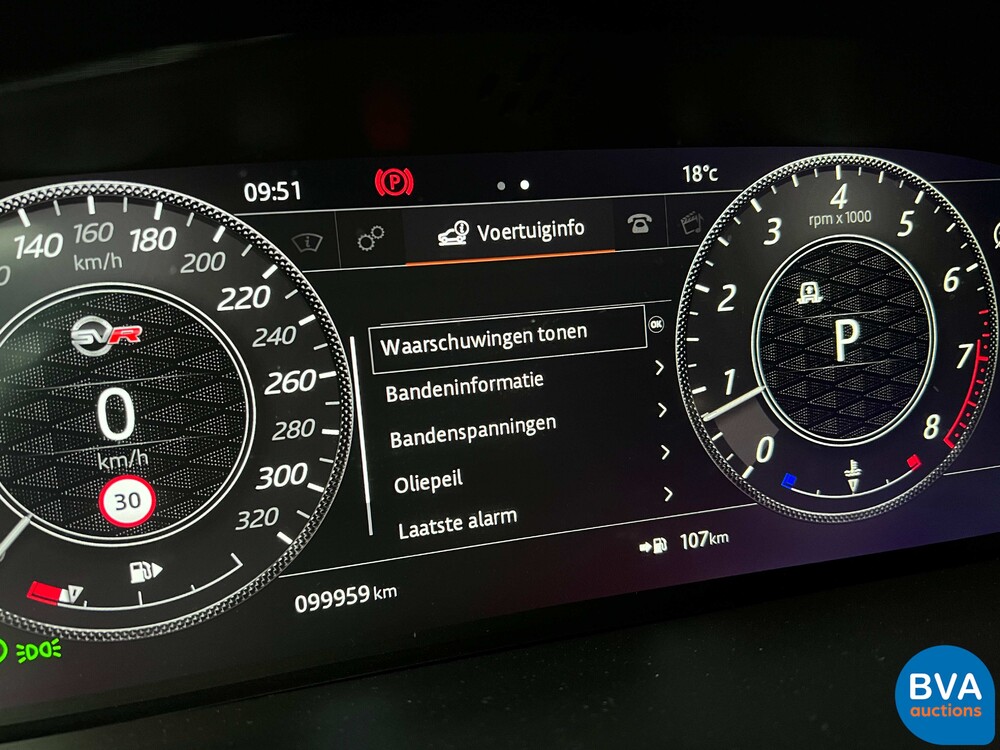 09:51
P
18°c
Voertuiginfo
140 160 180 200 220 240 260 280 300 320
km/h
SVR
0
km/h
30
Waarschuwingen tonen
OK
Bandeninformatie
Bandenspanningen
Oliepeil
Laatste alarm
099959 km
107km
0 1 2 3 4 5 6 7 8
rpm x 1000
P
BVA
auctions